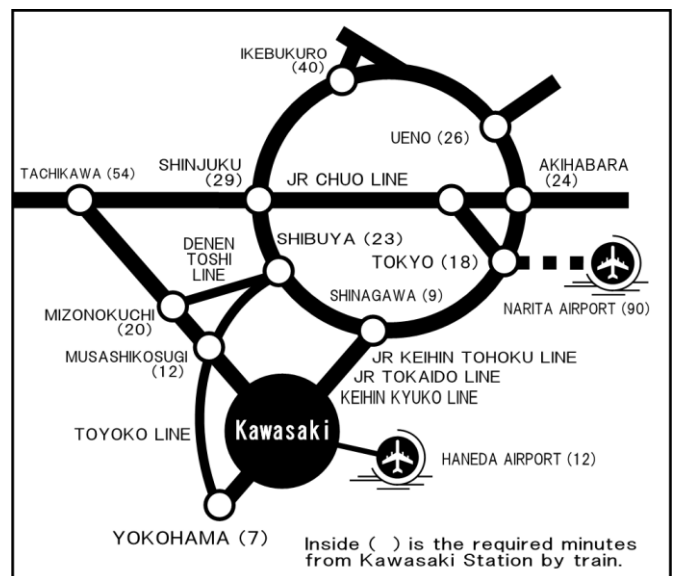 IKEBUKURO
(40)
UENO (26)
SHINJUKU
(29)
AKIHABARA
(24)
TACHIKAWA (54)
JR CHUO LINE
DENEN
TOSHI
LINE
SHIBUYA (23)
TOKYO (18)
SHINAGAWA (9)
NARITA AIRPORT (90)
MIZONOKUCHI
(20)
MUSASHIKOSUGI
(12)
JR KEIHIN TOHOKU LINE
JR TOKAIDO LINE
KEIHIN KYUKO LINE
Kawasaki
TOYOKO LINE
HANEDA AIRPORT (12)
YOKOHAMA (7)
Inside ( ) is the required minutes
from Kawasaki Station by train.